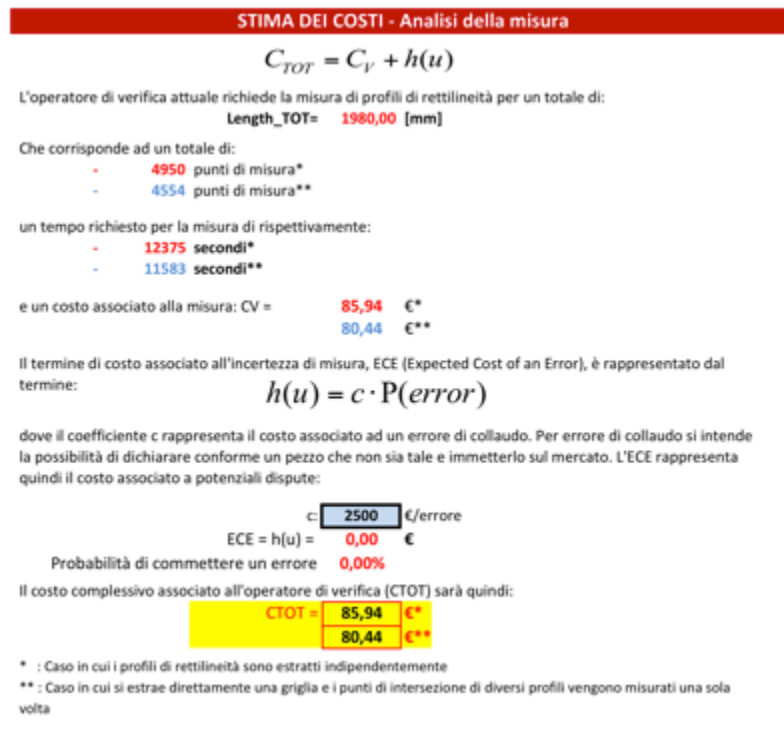 STIMA DEI COSTI - Analisi della misura
C_TOT = C_V + h(u)
L'operatore di verifica attuale richiede la misura di profili di rettilineità per un totale di:
Length_TOT= 1980,00 [mm]
Che corrisponde ad un totale di:
- 4950 punti di misura*
- 4554 punti di misura**
un tempo richiesto per la misura di rispettivamente:
- 12375 secondi*
- 11583 secondi**
e un costo associato alla misura: CV = 85,94 €*
80,44 €**
Il termine di costo associato all'incertezza di misura, ECE (Expected Cost of an Error), è rappresentato dal
termine:
h(u) = c · P(error)
dove il coefficiente c rappresenta il costo associato ad un errore di collaudo. Per errore di collaudo si intende
la possibilità di dichiarare conforme un pezzo che non sia tale e immetterlo sul mercato. L'ECE rappresenta
quindi il costo associato a potenziali dispute:
c: 2500 €/errore
ECE = h(u) = 0,00 €
Probabilità di commettere un errore 0,00%
Il costo complessivo associato all'operatore di verifica (CTOT) sarà quindi:
CTOT = 85,94 €*
80,44 €**
* : Caso in cui i profili di rettilineità sono estratti indipendentemente
** : Caso in cui si estrae direttamente una griglia e i punti di intersezione di diversi profili vengono misurati una sola
volta